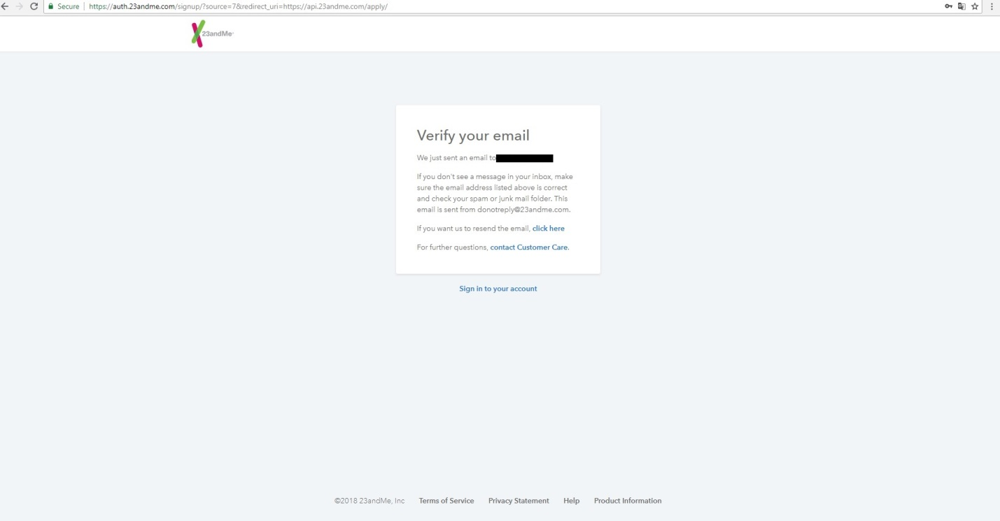 Secure | https://auth.23andme.com/signup/?source=7&redirect_uri=https://api.23andme.com/apply/
23andMe
Verify your email
We just sent an email to
If you don't see a message in your inbox, make
sure the email address listed above is correct
and check your spam or junk mail folder. This
email is sent from donotreply@23andme.com.
If you want us to resend the email, click here
For further questions, contact Customer Care.
Sign in to your account
©2018 23andMe, Inc Terms of Service Privacy Statement Help Product Information